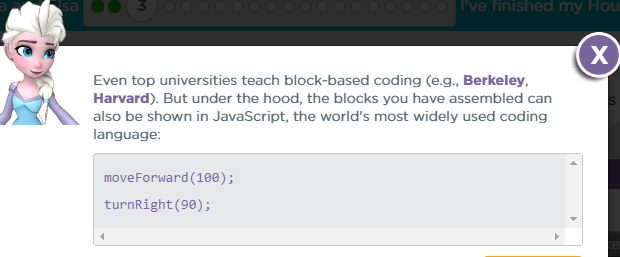 a a
lsa 3 I've finished my Hou
X
Even top universities teach block-based coding (e.g., Berkeley,
Harvard). But under the hood, the blocks you have assembled can
also be shown in JavaScript, the world's most widely used coding
language:
moveForward(100);
turnRight(90);